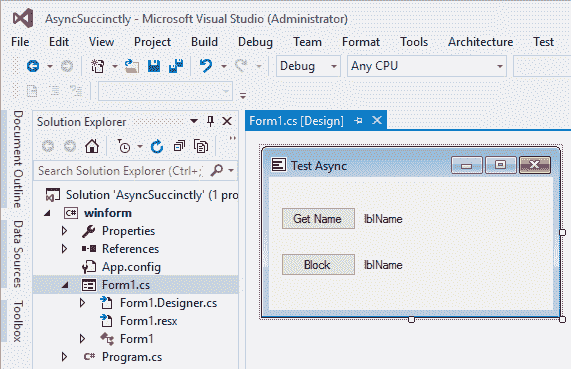 AsyncSuccinctly - Microsoft Visual Studio (Administrator)
File Edit View Project Build Debug Team Format Tools Architecture Test
Debug Any CPU
Document Outline
Data Sources
Toolbox
Solution Explorer
Search Solution Explorer (Ctrl+;
Solution 'AsyncSuccinctly' (1 pro
C# winform
Properties
References
App.config
Form1.cs
Form1.Designer.cs
Form1.resx
Form1
C# Program.cs
Form1.cs [Design]
Test Async
Get Name lblName
Block lblName